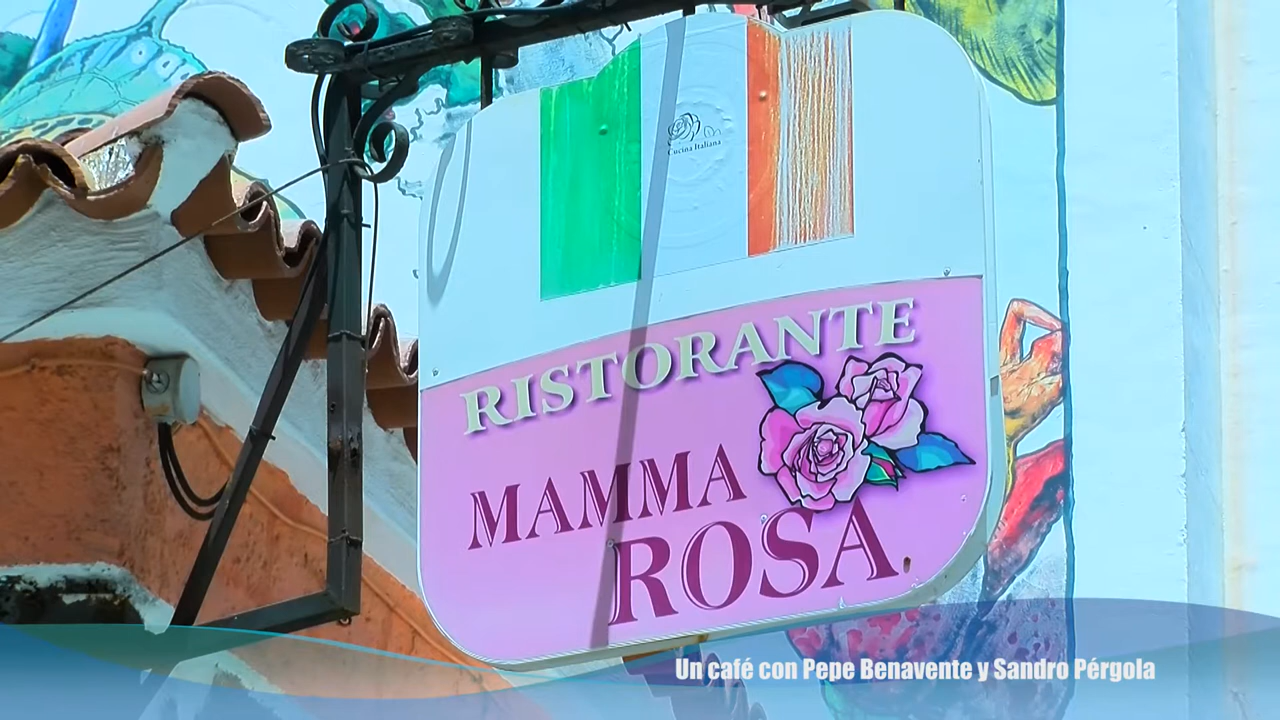 Cucina Italiana
RISTORANTE
MAMMA
ROSA
Un café con Pepe Benavente y Sandro Pérgola